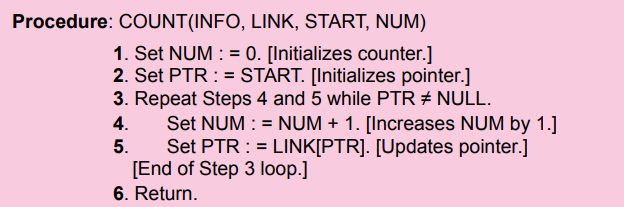 Procedure: COUNT(INFO, LINK, START, NUM)
1. Set NUM : = 0. [Initializes counter.]
2. Set PTR : = START. [Initializes pointer.]
3. Repeat Steps 4 and 5 while PTR ≠ NULL.
4. Set NUM : = NUM + 1. [Increases NUM by 1.]
5. Set PTR : = LINK[PTR]. [Updates pointer.]
[End of Step 3 loop.]
6. Return.